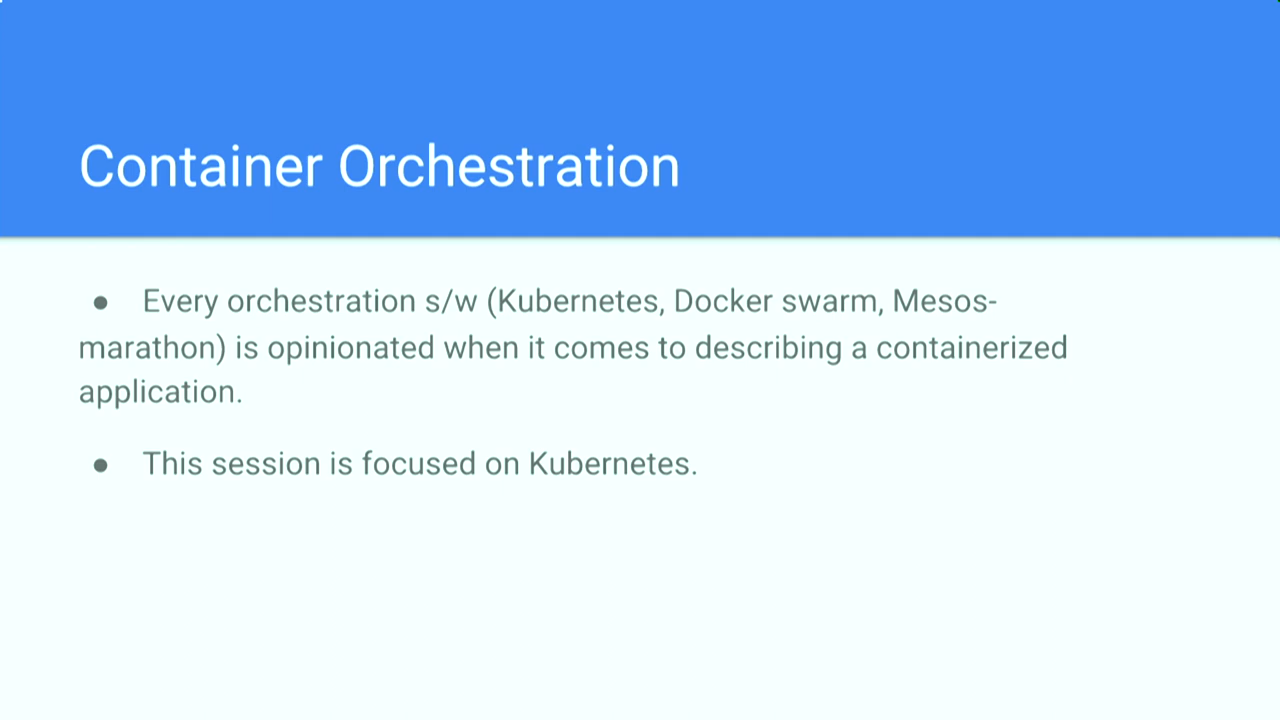 Container Orchestration
● Every orchestration s/w (Kubernetes, Docker swarm, Mesos-
marathon) is opinionated when it comes to describing a containerized
application.
● This session is focused on Kubernetes.